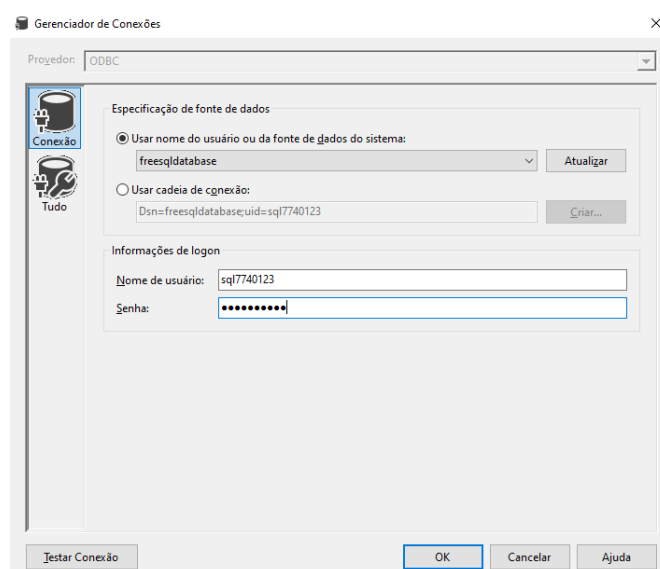 Gerenciador de Conexões
Provedor: ODBC
Conexão
Tudo
Especificação de fonte de dados
Usar nome do usuário ou da fonte de dados do sistema:
freesqldatabase
Atualizar
Usar cadeia de conexão:
Dsn=freesqldatabase;uid=sql7740123
Criar...
Informações de logon
Nome de usuário: sql7740123
Senha: ●●●●●●●●●●
Testar Conexão OK Cancelar Ajuda